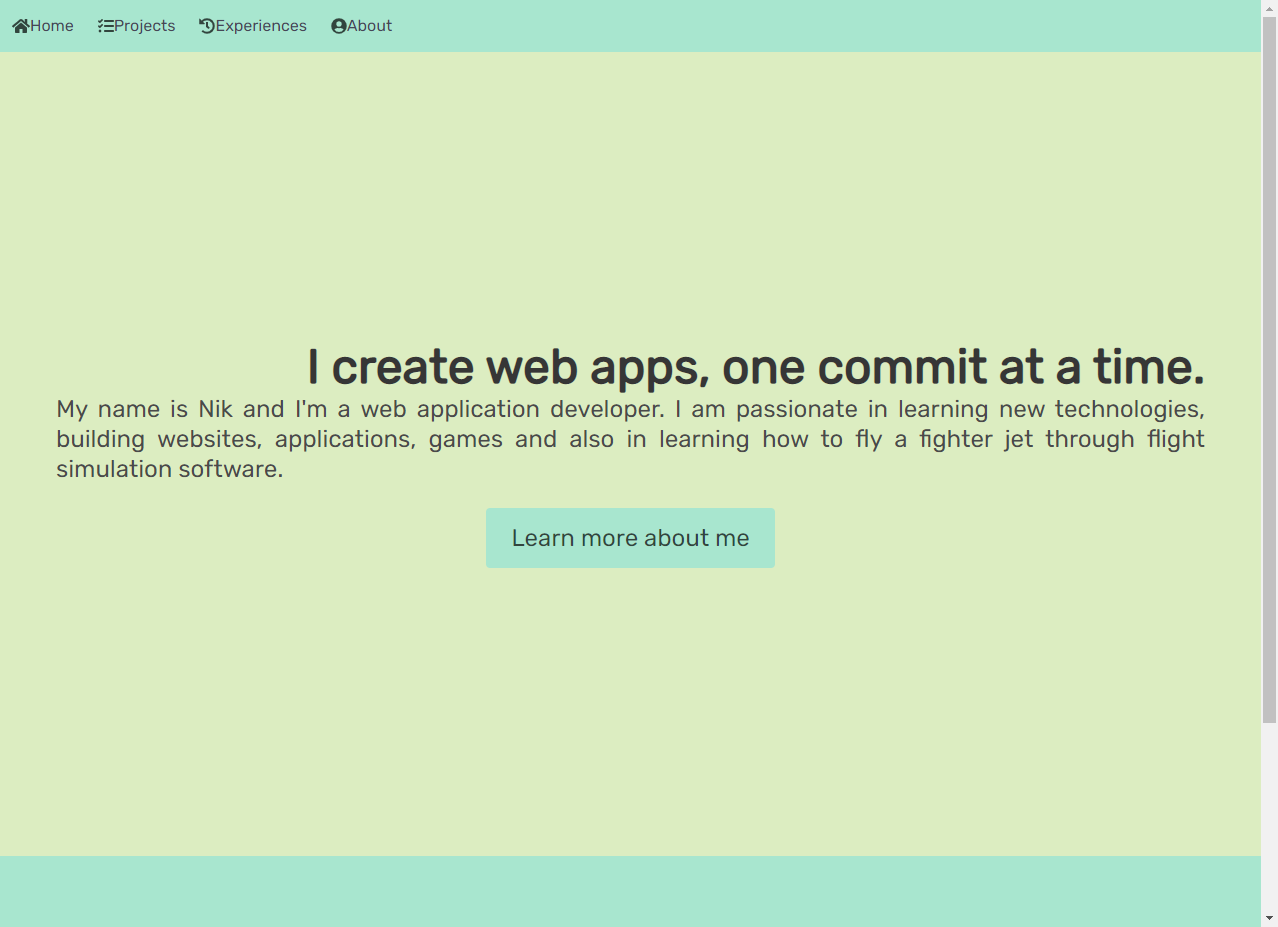 Home Projects Experiences About
I create web apps, one commit at a time.
My name is Nik and I'm a web application developer. I am passionate in learning new technologies,
building websites, applications, games and also in learning how to fly a fighter jet through flight
simulation software.
Learn more about me